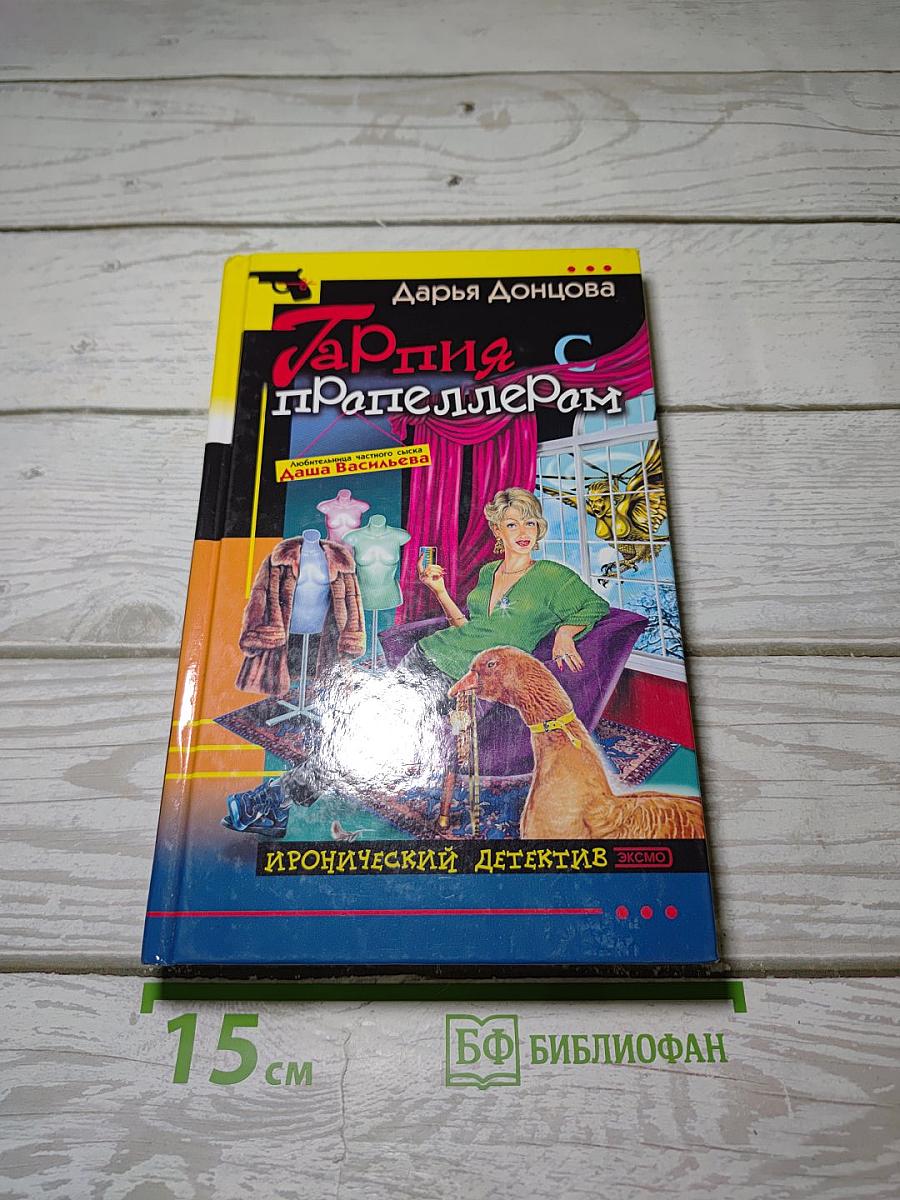 Дарья Донцова
Гарпия с
пропеллером
Любительница частного сыска
Даша Васильева
ИРОНИЧЕСКИЙ ДЕТЕКТИВ
ЭКСМО
15 см
БФ БИБЛИОФАН